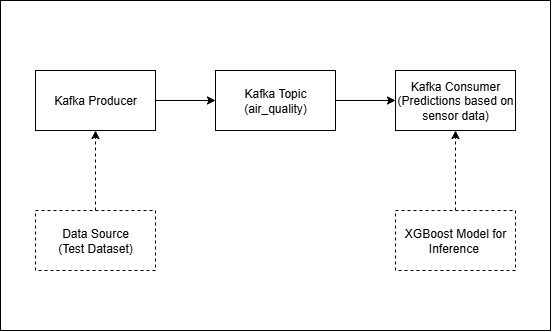 Kafka Producer
Kafka Topic
(air_quality)
Kafka Consumer
(Predictions based on
sensor data)
Data Source
(Test Dataset)
XGBoost Model for
Inference